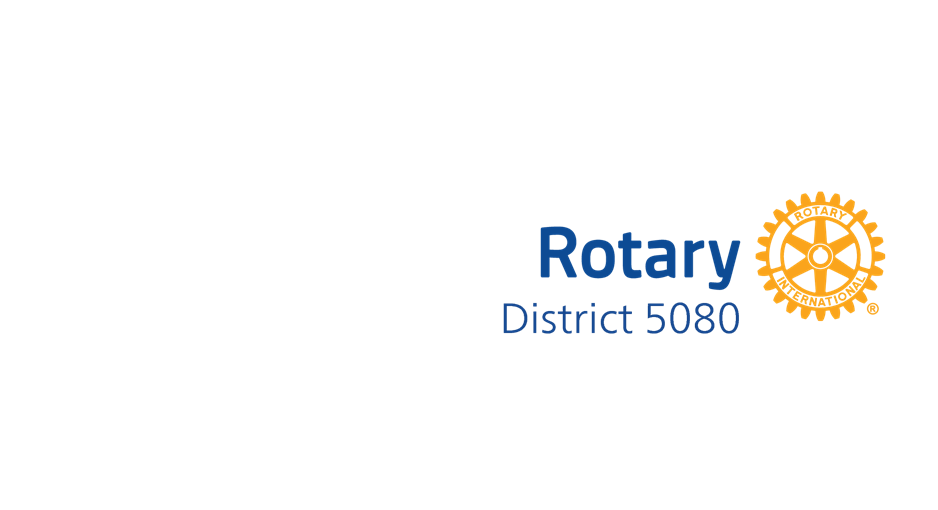 Rotary
District 5080
ROTARY
INTERNATIONAL
®